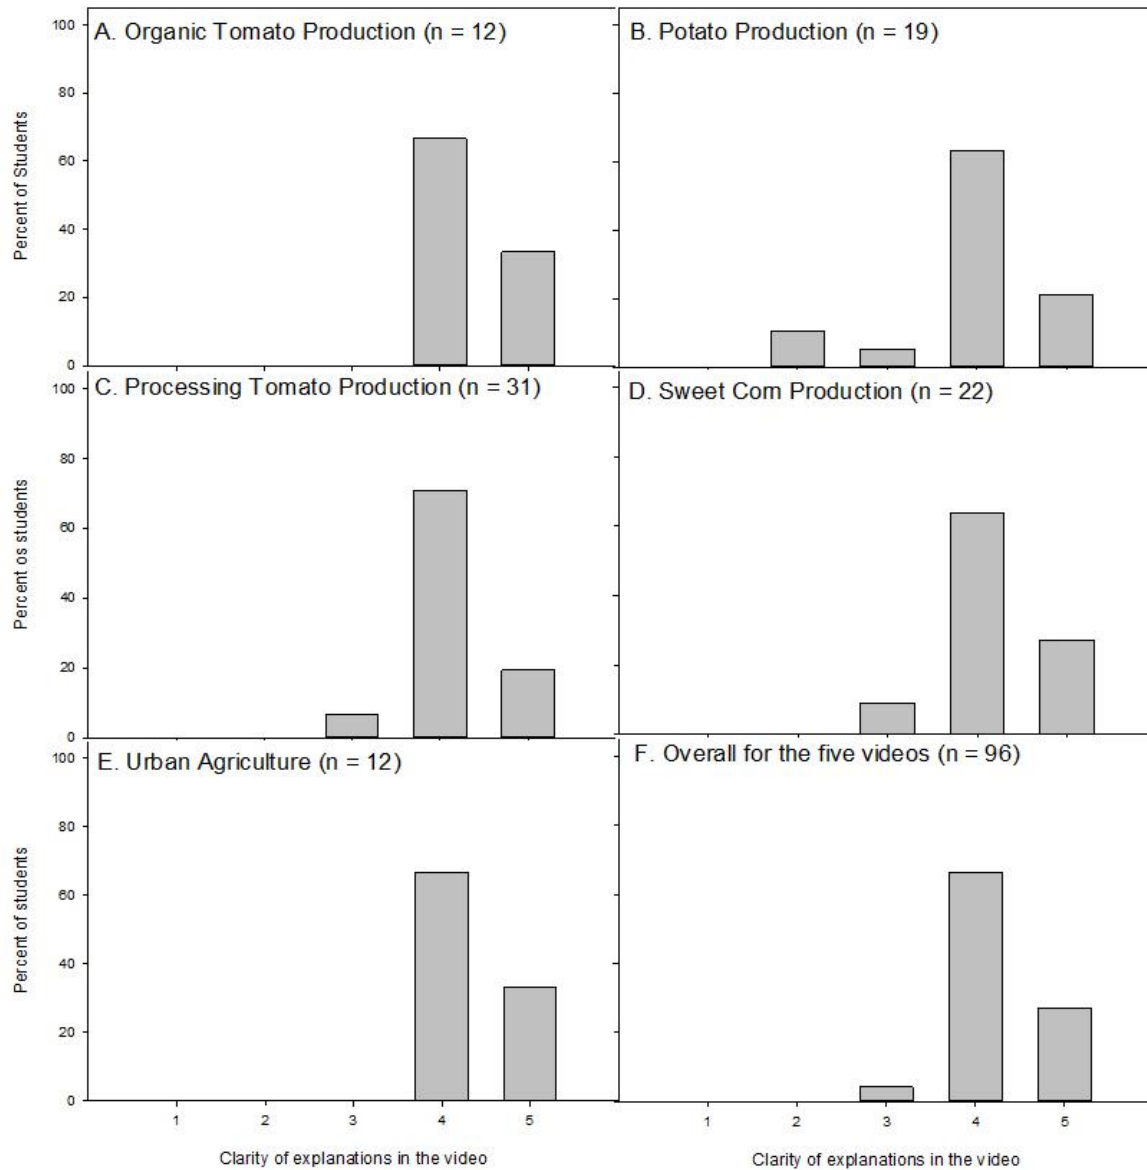 A. Organic Tomato Production (n = 12)
B. Potato Production (n = 19)
100
80
60
40
20
0
Percent of Students
C. Processing Tomato Production (n = 31)
D. Sweet Corn Production (n = 22)
100
80
60
40
20
0
Percent os students
E. Urban Agriculture (n = 12)
F. Overall for the five videos (n = 96)
100
80
60
40
20
0
Percent of students
1 2 3 4 5
1 2 3 4 5
Clarity of explanations in the video
Clarity of explanations in the video